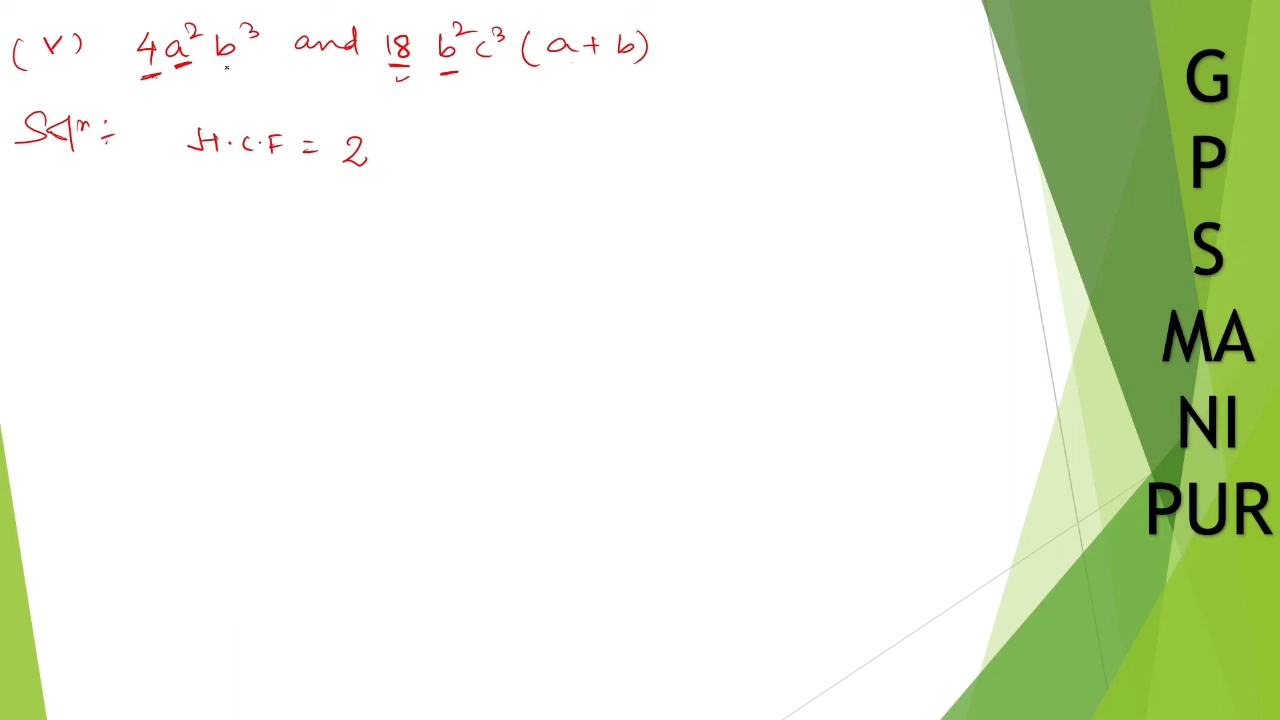 (v) 4a²b³ and 18 b²c³(a+b)
Solⁿ:- H.C.F = 2
G
P
S
MA
NI
PUR